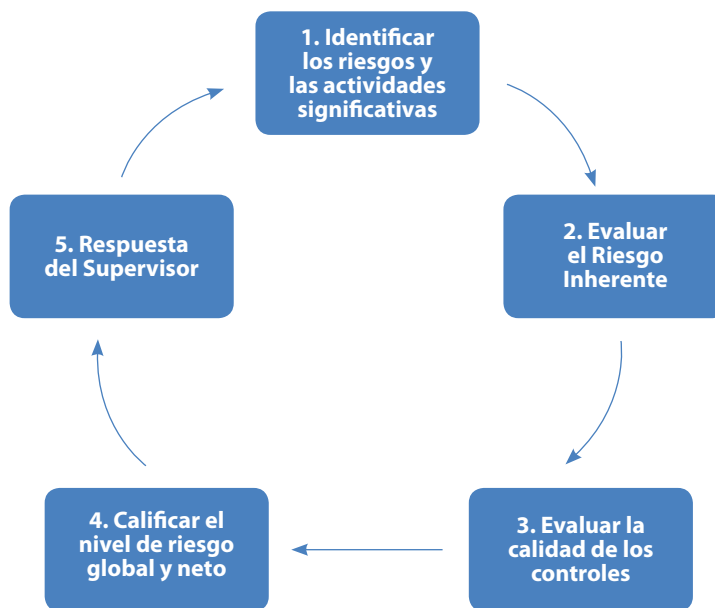 1. Identificar
los riesgos y
las actividades
significativas
2. Evaluar
el Riesgo
Inherente
3. Evaluar la
calidad de los
controles
4. Calificar el
nivel de riesgo
global y neto
5. Respuesta
del Supervisor